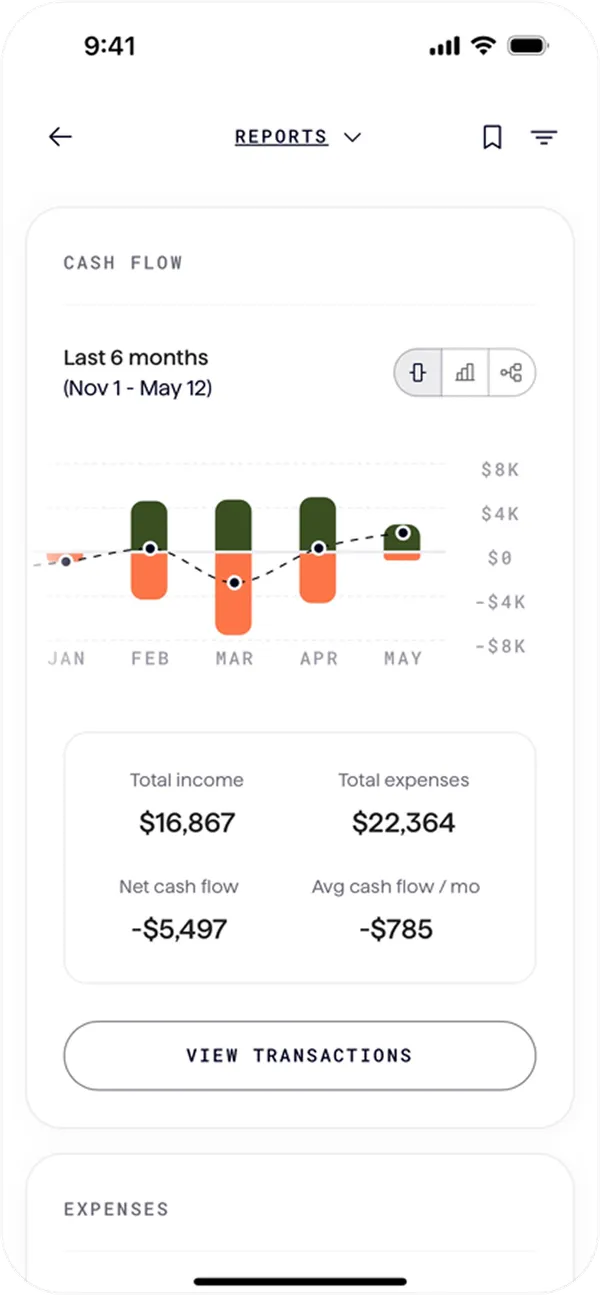 9:41
REPORTS
CASH FLOW
Last 6 months
(Nov 1 - May 12)
$8K
$4K
$0
-$4K
-$8K
JAN FEB MAR APR MAY
Total income Total expenses
$16,867 $22,364
Net cash flow Avg cash flow / mo
-$5,497 -$785
VIEW TRANSACTIONS
EXPENSES